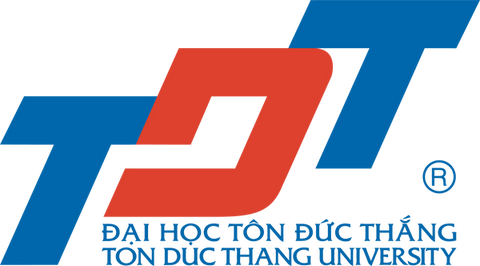 TDT
®
ĐẠI HỌC TÔN ĐỨC THẮNG
TON DUC THANG UNIVERSITY